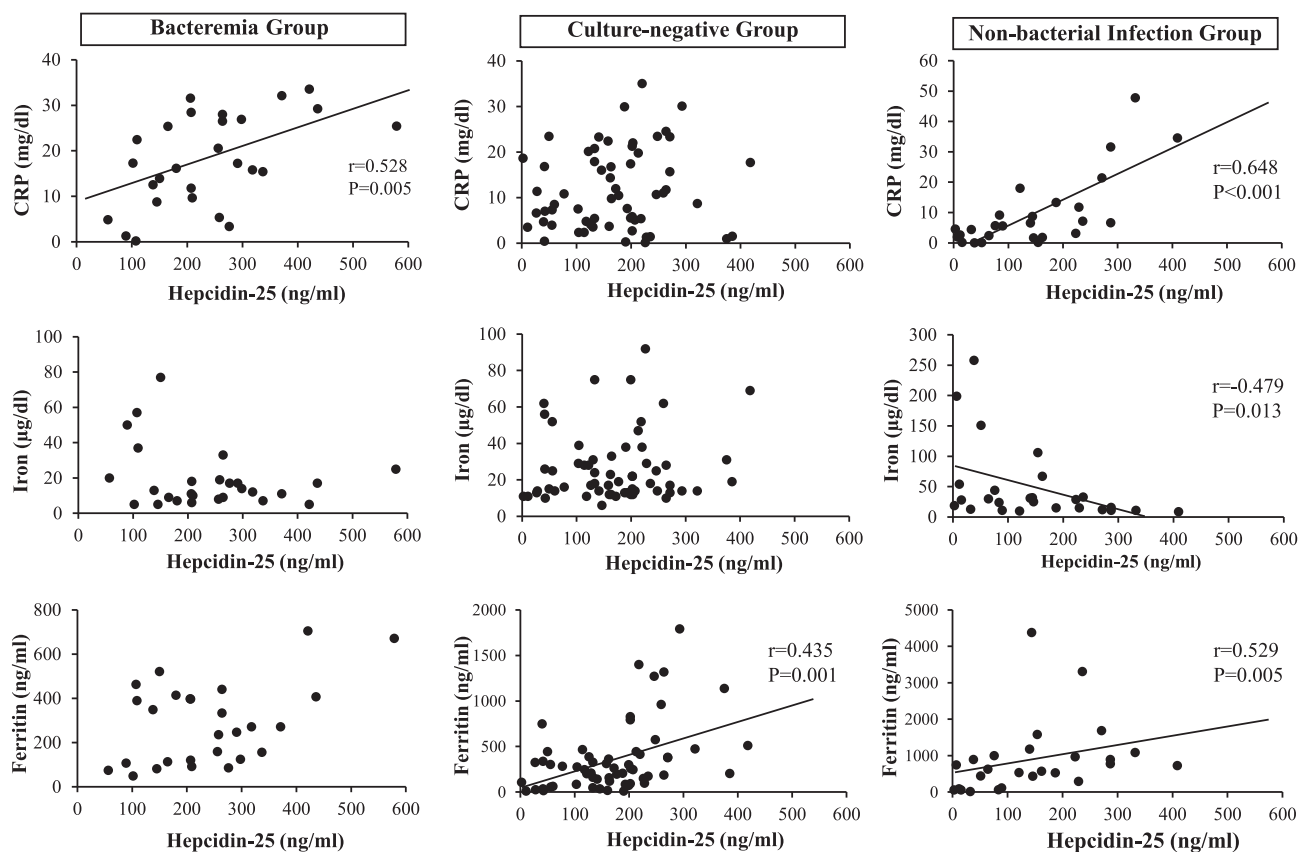 Bacteremia Group
Culture-negative Group
Non-bacterial Infection Group
CRP (mg/dl)
40
30
20
10
0
0 100 200 300 400 500 600
Hepcidin-25 (ng/ml)
r=0.528
P=0.005
CRP (mg/dl)
40
30
20
10
0
0 100 200 300 400 500 600
Hepcidin-25 (ng/ml)
CRP (mg/dl)
60
50
40
30
20
10
0
0 100 200 300 400 500 600
Hepcidin-25 (ng/ml)
r=0.648
P<0.001
Iron (µg/dl)
100
80
60
40
20
0
0 100 200 300 400 500 600
Hepcidin-25 (ng/ml)
Iron (µg/dl)
100
80
60
40
20
0
0 100 200 300 400 500 600
Hepcidin-25 (ng/ml)
Iron (µg/dl)
300
250
200
150
100
50
0
0 100 200 300 400 500 600
Hepcidin-25 (ng/ml)
r=-0.479
P=0.013
Ferritin (ng/ml)
800
600
400
200
0
0 100 200 300 400 500 600
Hepcidin-25 (ng/ml)
Ferritin (ng/ml)
2000
1500
1000
500
0
0 100 200 300 400 500 600
Hepcidin-25 (ng/ml)
r=0.435
P=0.001
Ferritin (ng/ml)
5000
4000
3000
2000
1000
0
0 100 200 300 400 500 600
Hepcidin-25 (ng/ml)
r=0.529
P=0.005